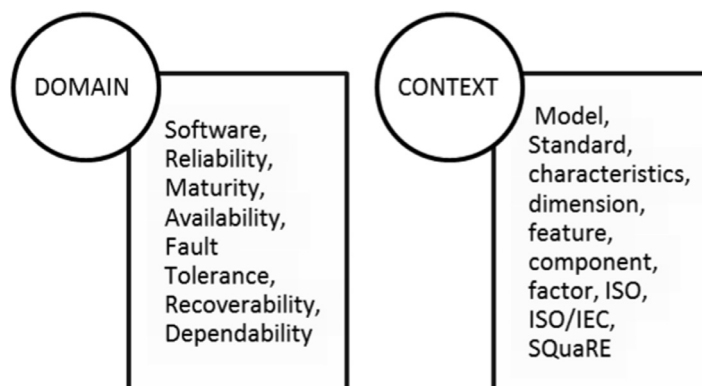 DOMAIN
Software,
Reliability,
Maturity,
Availability,
Fault
Tolerance,
Recoverability,
Dependability
CONTEXT
Model,
Standard,
characteristics,
dimension,
feature,
component,
factor, ISO,
ISO/IEC,
SQuaRE